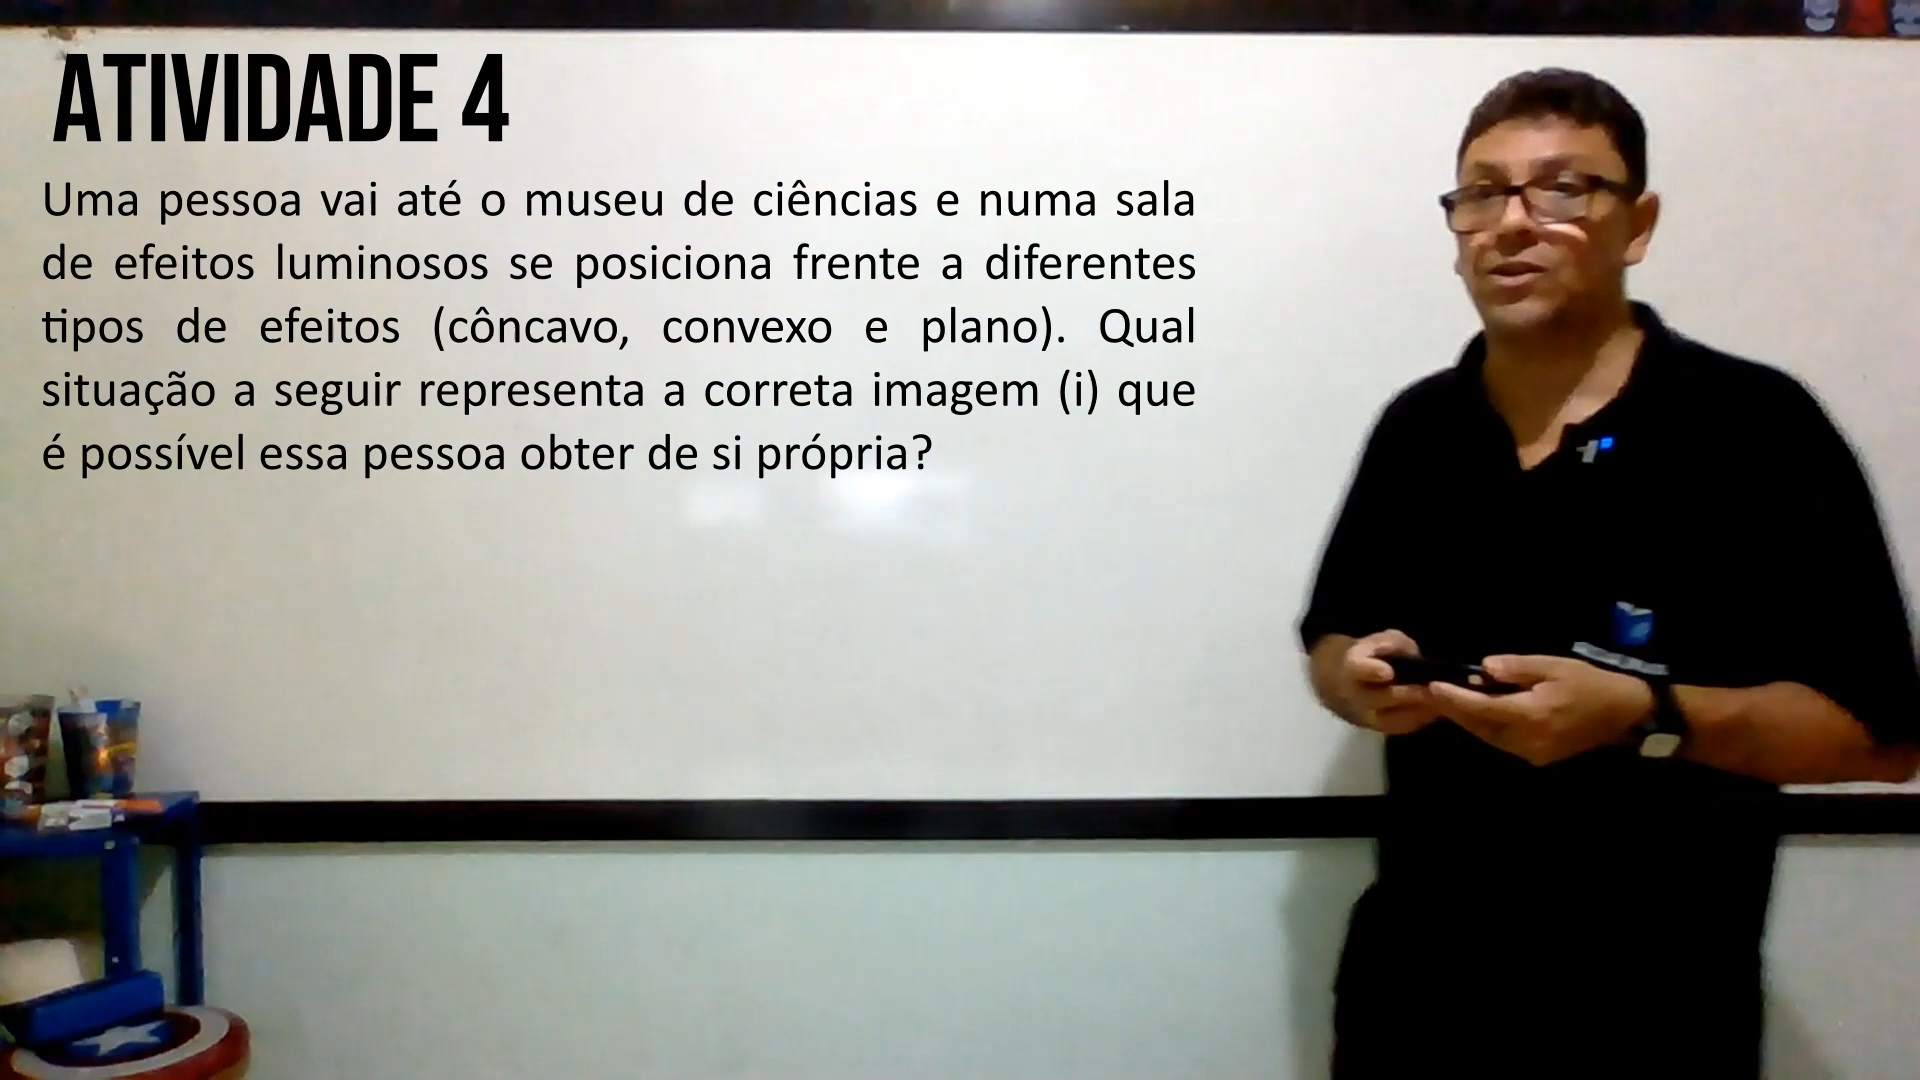 ATIVIDADE 4
Uma pessoa vai até o museu de ciências e numa sala
de efeitos luminosos se posiciona frente a diferentes
tipos de efeitos (côncavo, convexo e plano). Qual
situação a seguir representa a correta imagem (i) que
é possível essa pessoa obter de si própria?